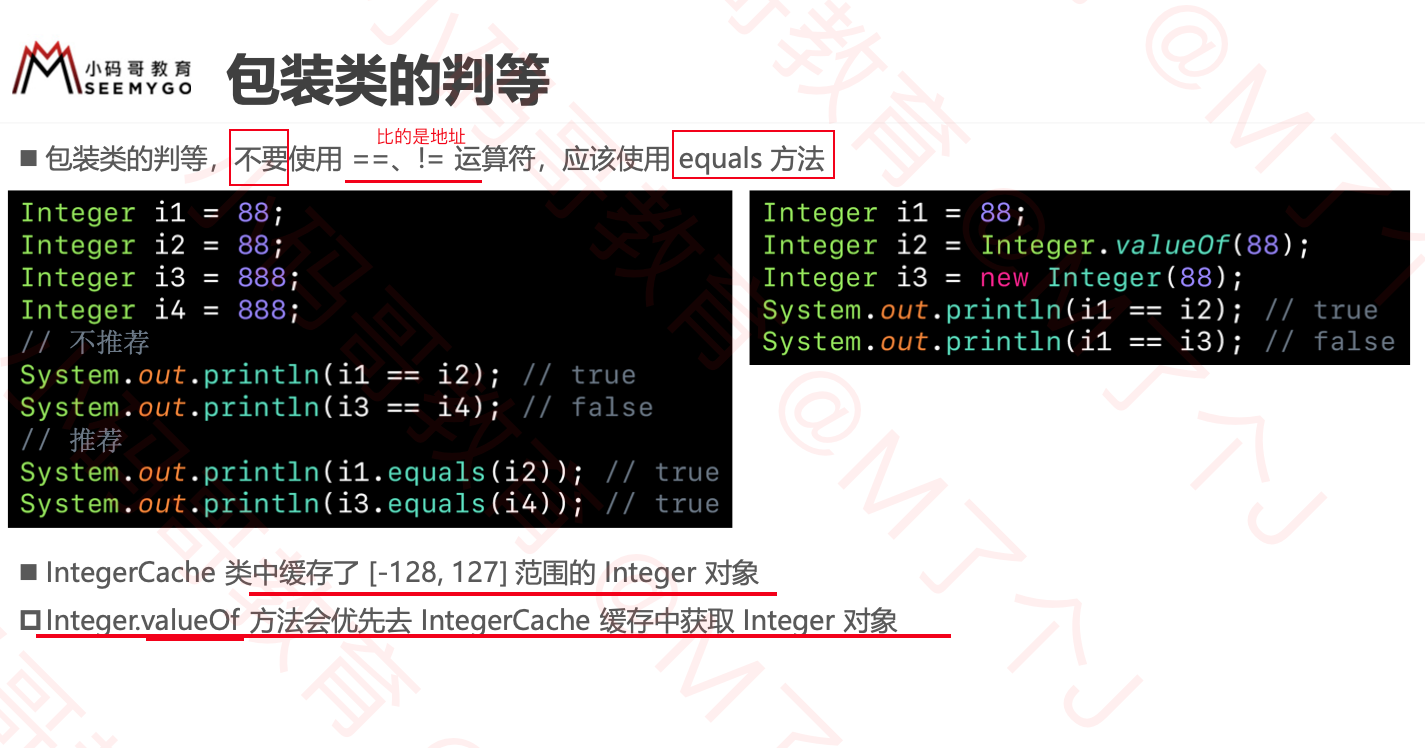 小码哥教育
SEEMYGO
包装类的判等
比的是地址
■ 包装类的判等，不要使用 ==、!= 运算符，应该使用 equals 方法
Integer i1 = 88;
Integer i2 = 88;
Integer i3 = 888;
Integer i4 = 888;
// 不推荐
System.out.println(i1 == i2); // true
System.out.println(i3 == i4); // false
// 推荐
System.out.println(i1.equals(i2)); // true
System.out.println(i3.equals(i4)); // true
Integer i1 = 88;
Integer i2 = Integer.valueOf(88);
Integer i3 = new Integer(88);
System.out.println(i1 == i2); // true
System.out.println(i1 == i3); // false
■ IntegerCache 类中缓存了 [-128, 127] 范围的 Integer 对象
Integer.valueOf 方法会优先去 IntegerCache 缓存中获取 Integer 对象
小码哥教育 @M了个J